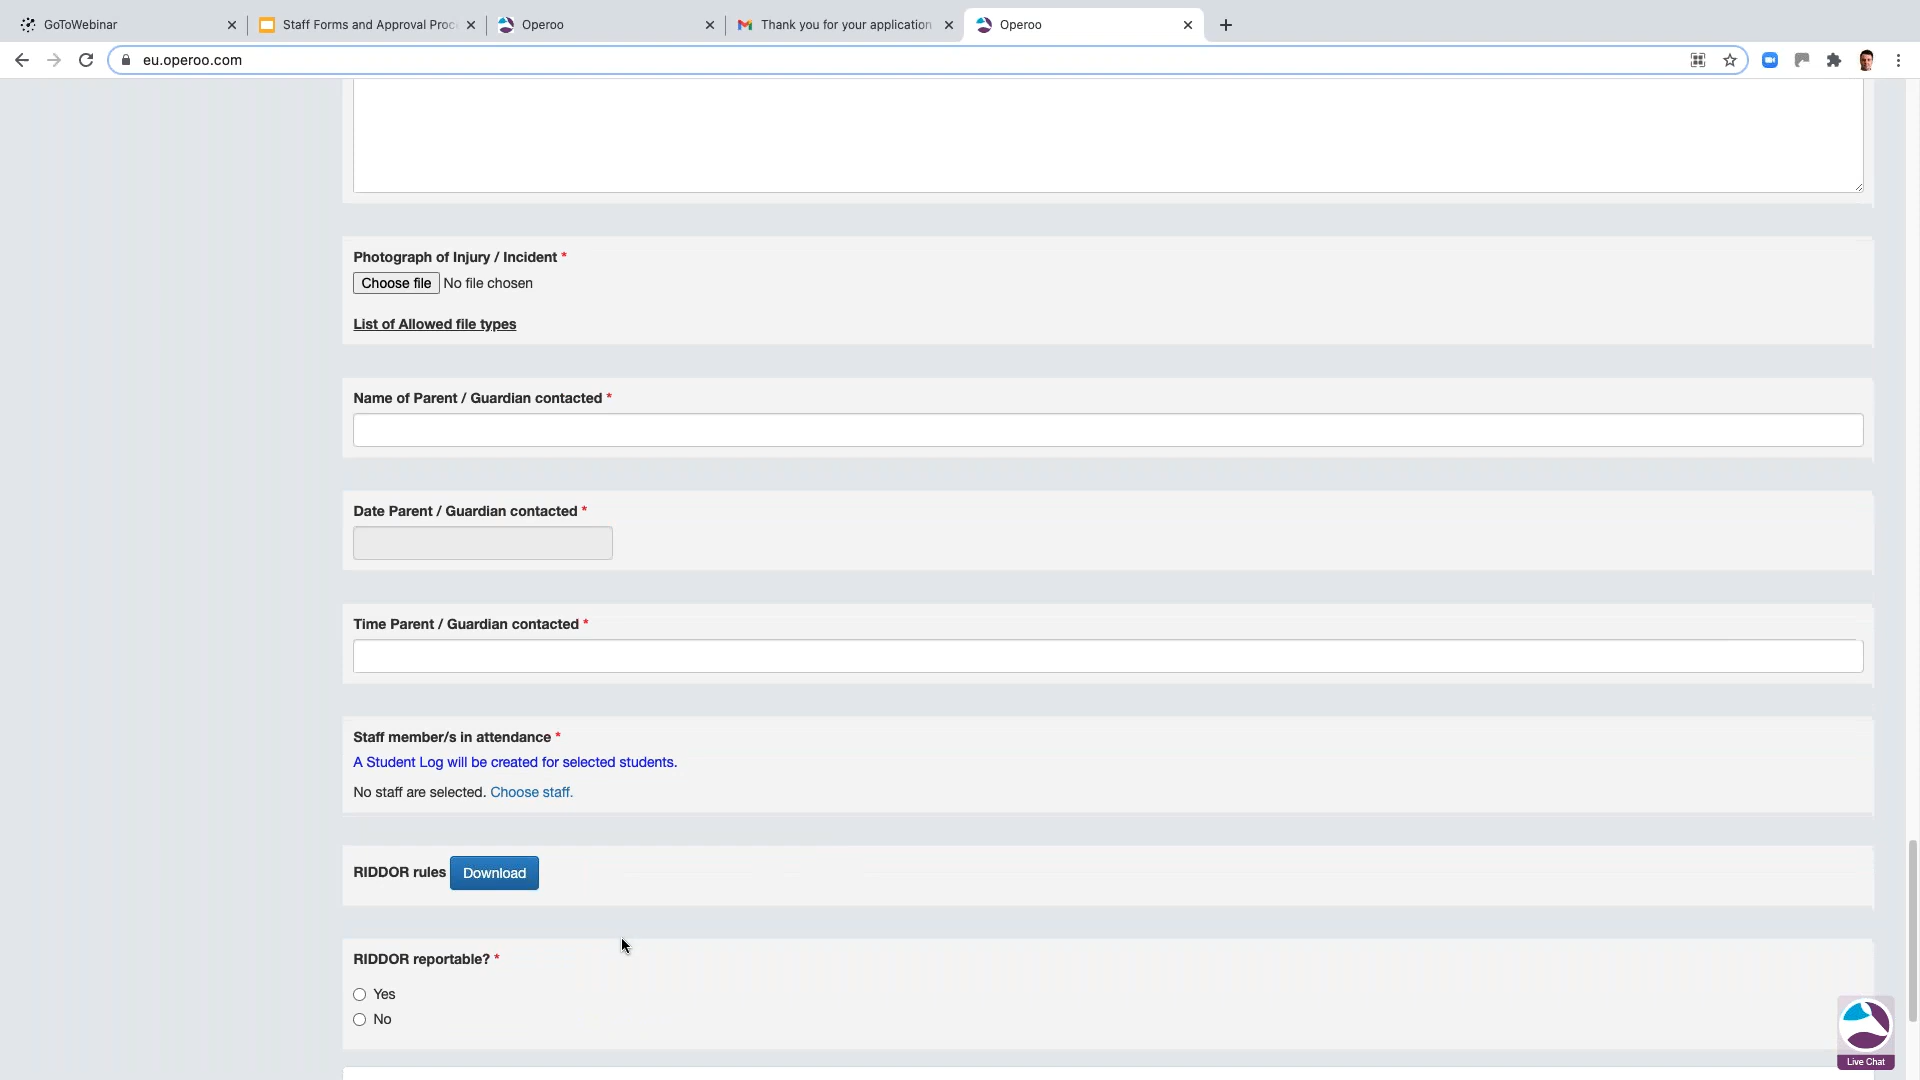 GoToWebinar
Staff Forms and Approval Proc
Operoo
Thank you for your application
Operoo
eu.operoo.com
Photograph of Injury / Incident *
Choose file No file chosen
List of Allowed file types
Name of Parent / Guardian contacted *
Date Parent / Guardian contacted *
Time Parent / Guardian contacted *
Staff member/s in attendance *
A Student Log will be created for selected students.
No staff are selected. Choose staff.
RIDDOR rules Download
RIDDOR reportable? *
Yes
No
Live Chat